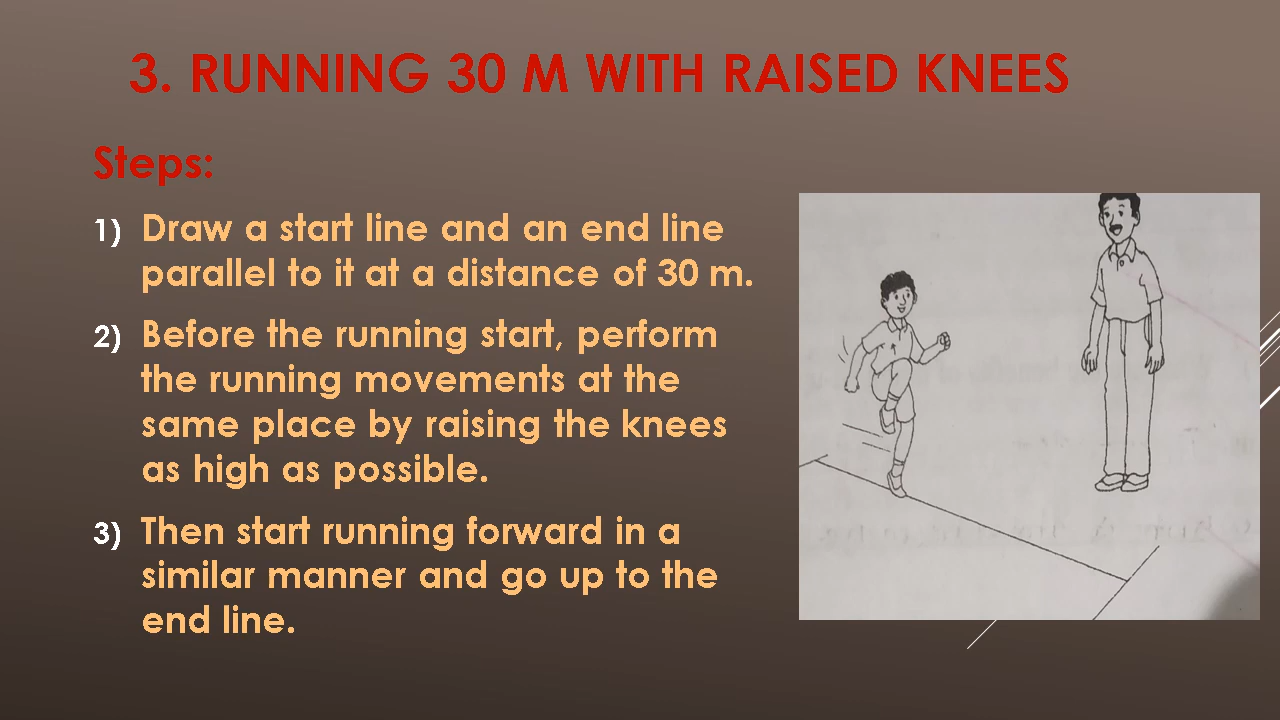 3. RUNNING 30 M WITH RAISED KNEES
Steps:
1) Draw a start line and an end line
parallel to it at a distance of 30 m.
2) Before the running start, perform
the running movements at the
same place by raising the knees
as high as possible.
3) Then start running forward in a
similar manner and go up to the
end line.